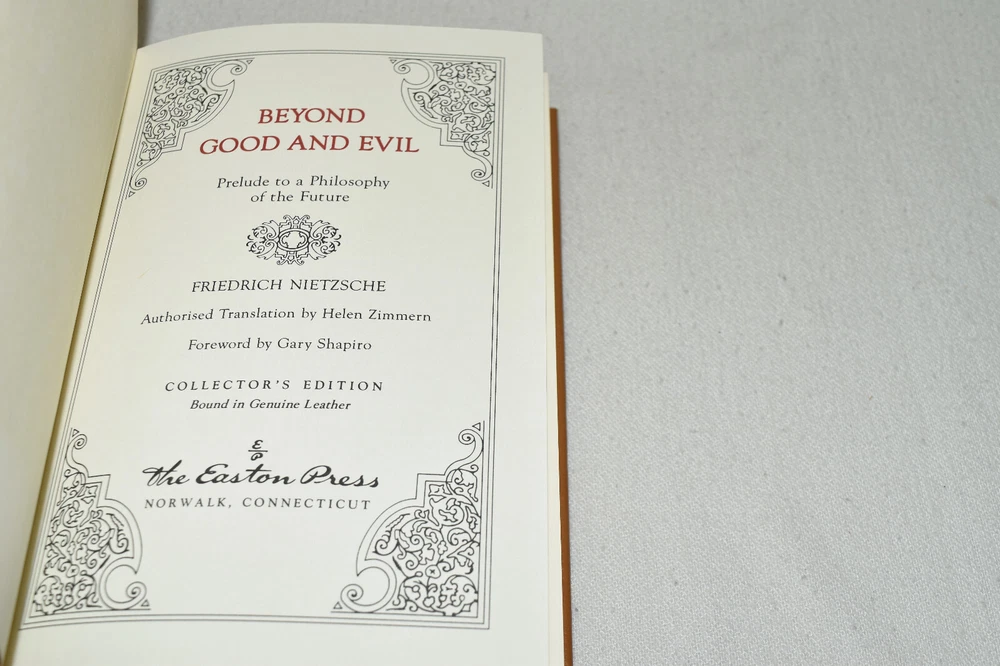 BEYOND
GOOD AND EVIL
Prelude to a Philosophy
of the Future
FRIEDRICH NIETZSCHE
Authorised Translation by Helen Zimmern
Foreword by Gary Shapiro
COLLECTOR'S EDITION
Bound in Genuine Leather
E
P
The Easton Press
NORWALK, CONNECTICUT